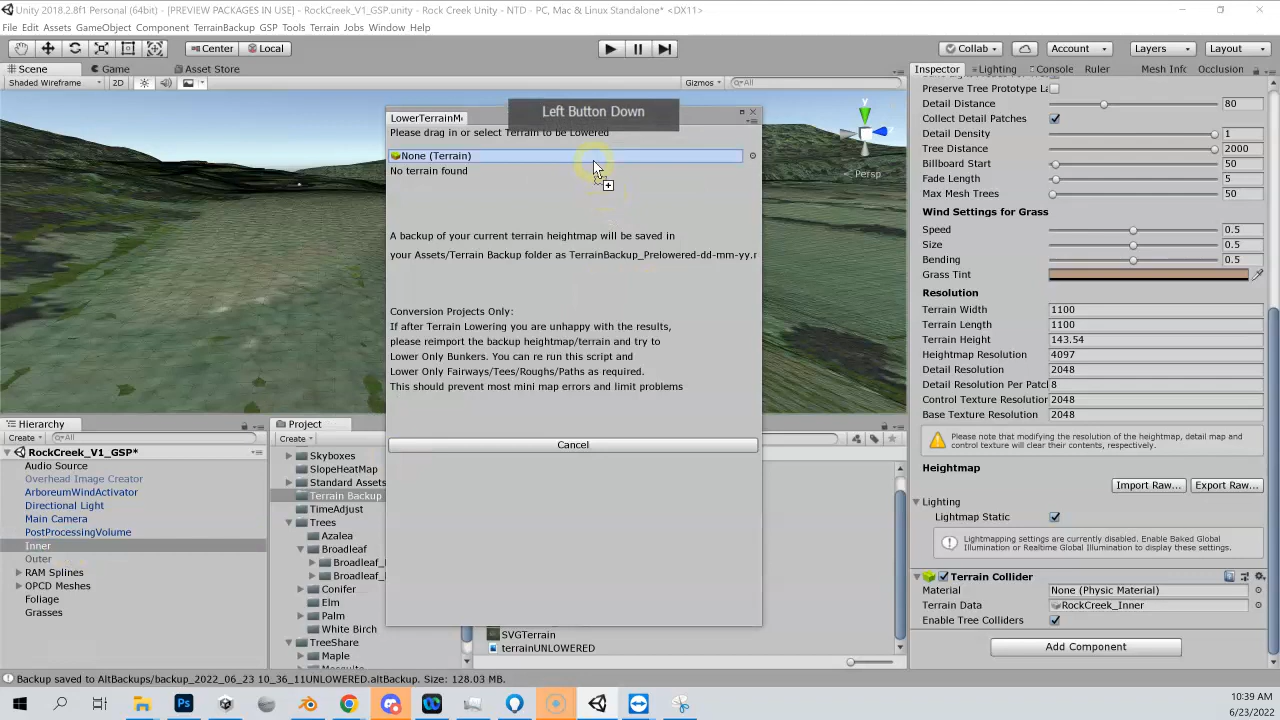 Unity 2018.2.8f1 Personal (64bit) - [PREVIEW PACKAGES IN USE] - RockCreek_V1_GSP.unity - Rock Creek Unity - NTD - PC, Mac & Linux Standalone* <DX11>
File Edit Assets GameObject Component TerrainBackup GSP Tools Terrain Jobs Window Help
Center Local Collab Account Layers Layout
Scene Game Asset Store
Shaded Wireframe 2D Gizmos All
Persp
Left Button Down
LowerTerrainMe
Please drag in or select Terrain to be Lowered
None (Terrain)
No terrain found
A backup of your current terrain heightmap will be saved in
your Assets/Terrain Backup folder as TerrainBackup_Prelowered-dd-mm-yy.r
Conversion Projects Only:
If after Terrain Lowering you are unhappy with the results,
please reimport the backup heightmap/terrain and try to
Lower Only Bunkers. You can re run this script and
Lower Only Fairways/Tees/Roughs/Paths as required.
This should prevent most mini map errors and limit problems
Cancel
Inspector Lighting Console Ruler Mesh Info Occlusion
Preserve Tree Prototype La
Detail Distance 80
Collect Detail Patches
Detail Density 1
Tree Distance 2000
Billboard Start 50
Fade Length 5
Max Mesh Trees 50
Wind Settings for Grass
Speed 0.5
Size 0.5
Bending 0.5
Grass Tint
Resolution
Terrain Width 1100
Terrain Length 1100
Terrain Height 143.54
Heightmap Resolution 4097
Detail Resolution 2048
Detail Resolution Per Patch 8
Control Texture Resolution 2048
Base Texture Resolution 2048
Please note that modifying the resolution of the heightmap, detail map and
control texture will clear their contents, respectively.
Heightmap
Import Raw... Export Raw...
Lighting
Lightmap Static
Lightmapping settings are currently disabled. Enable Baked Global
Illumination or Realtime Global Illumination to display these settings.
Terrain Collider
Material None (Physic Material)
Terrain Data RockCreek_Inner
Enable Tree Colliders
Add Component
Hierarchy
Create All
RockCreek_V1_GSP*
Audio Source
Overhead Image Creator
ArboreumWindActivator
Directional Light
Main Camera
PostProcessingVolume
Inner
Outer
RAM Splines
OPCD Meshes
Foliage
Grasses
Project
Create
Skyboxes
SlopeHeatMap
Standard Assets
Terrain Backup
TimeAdjust
Trees
Azalea
Broadleaf
Broadleaf_
Broadleaf_
Conifer
Elm
Palm
White Birch
TreeShare
Maple
SVGTerrain
terrainUNLOWERED
Backup saved to AltBackups/backup_2022_06_23 10_36_11UNLOWERED.altBackup. Size: 128.03 MB.
10:39 AM
6/23/2022